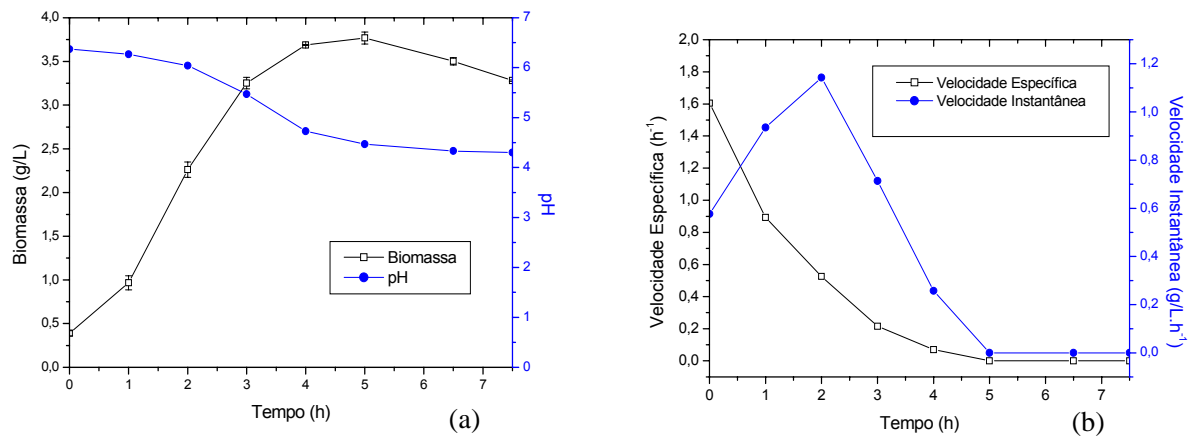 4,0
3,5
3,0
2,5
2,0
1,5
1,0
0,5
0,0
Biomassa (g/L)
7
6
5
4
3
2
1
0
pH
Biomassa
pH
0 1 2 3 4 5 6 7
Tempo (h)
(a)
2,0
1,8
1,6
1,4
1,2
1,0
0,8
0,6
0,4
0,2
0,0
Velocidade Específica (h⁻¹)
Velocidade Específica
Velocidade Instantânea
1,2
1,0
0,8
0,6
0,4
0,2
0,0
Velocidade Instantânea (g/L.h⁻¹)
0 1 2 3 4 5 6 7
Tempo (h)
(b)